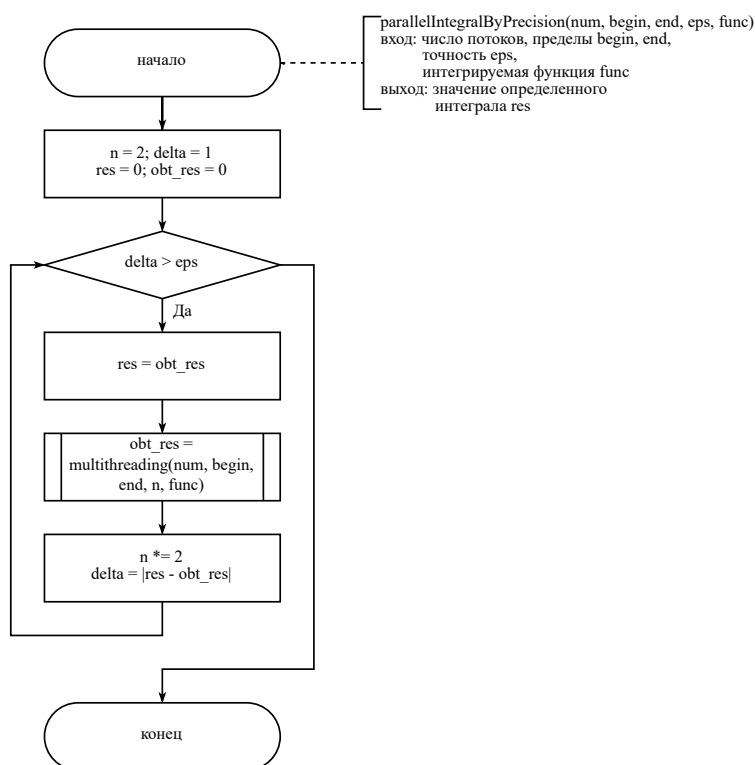 parallelIntegralByPrecision(num, begin, end, eps, func)
вход: число потоков, пределы begin, end,
точность eps,
интегрируемая функция func
выход: значение определенного
интеграла res
начало
n = 2; delta = 1
res = 0; obt_res = 0
delta > eps
Да
res = obt_res
obt_res =
multithreading(num, begin,
end, n, func)
n *= 2
delta = |res - obt_res|
конец